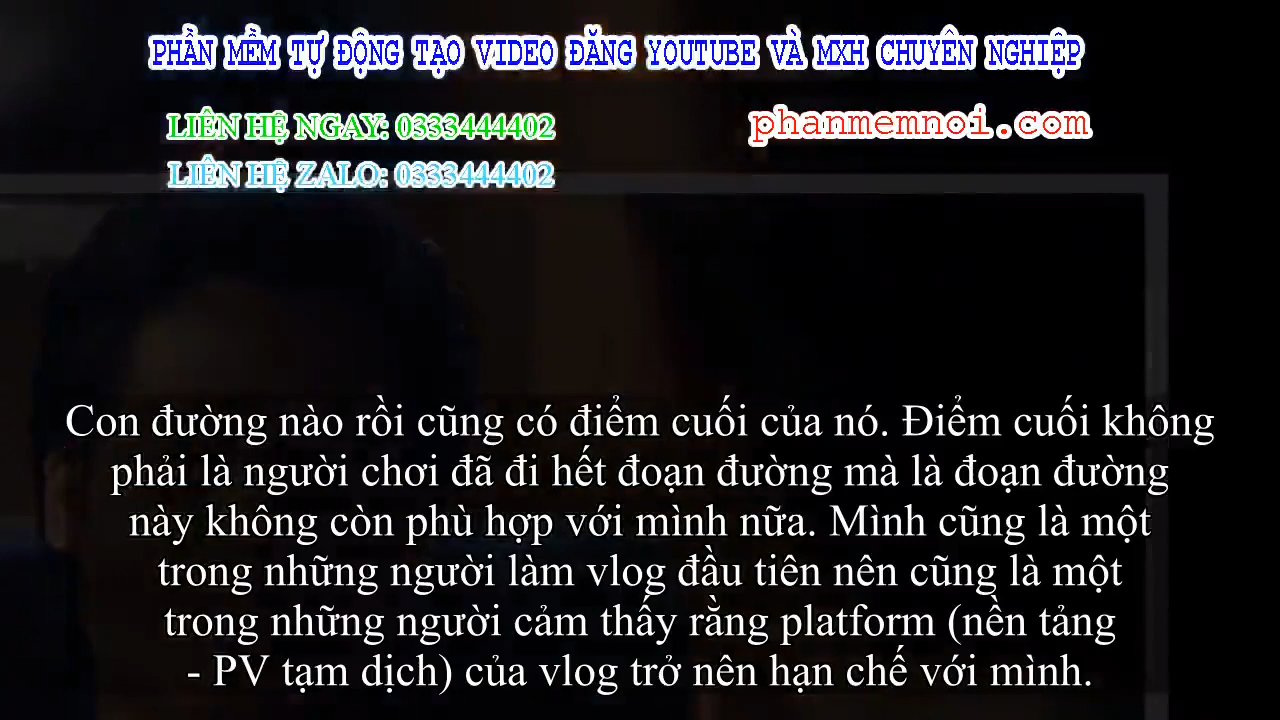 PHẦN MỀM TỰ ĐỘNG TẠO VIDEO ĐĂNG YOUTUBE VÀ MXH CHUYÊN NGHIỆP
LIÊN HỆ NGAY: 0333444402
phanmemnoi.com
LIÊN HỆ ZALO: 0333444402
Con đường nào rồi cũng có điểm cuối của nó. Điểm cuối không
phải là người chơi đã đi hết đoạn đường mà là đoạn đường
này không còn phù hợp với mình nữa. Mình cũng là một
trong những người làm vlog đầu tiên nên cũng là một
trong những người cảm thấy rằng platform (nền tảng
- PV tạm dịch) của vlog trở nên hạn chế với mình.